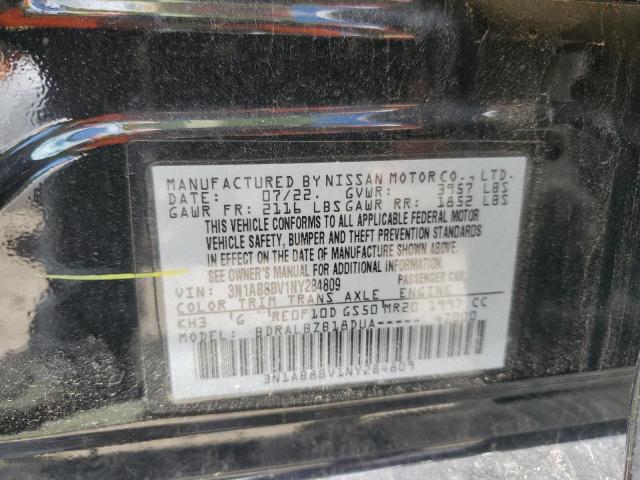 MANUFACTURED BY NISSAN MOTOR CO., LTD.
DATE: 07/22 GVWR: 3957 LBS
GAWR FR: 2116 LBS GAWR RR: 1852 LBS
THIS VEHICLE CONFORMS TO ALL APPLICABLE FEDERAL MOTOR
VEHICLE SAFETY, BUMPER AND THEFT PREVENTION STANDARDS
IN EFFECT ON THE DATE OF MANUFACTURE SHOWN ABOVE.
SEE OWNER'S MANUAL FOR ADDITIONAL INFORMATION.
VIN: 3N1AB8BV1NY284809 PASSENGER CAR
COLOR TRIM TRANS AXLE ENGINE
KH3 G RE0F10D GS50 MR20 1997 CC
MODEL: BDRALBZB18DUA----- 47000
3N1AB8BV1NY284809